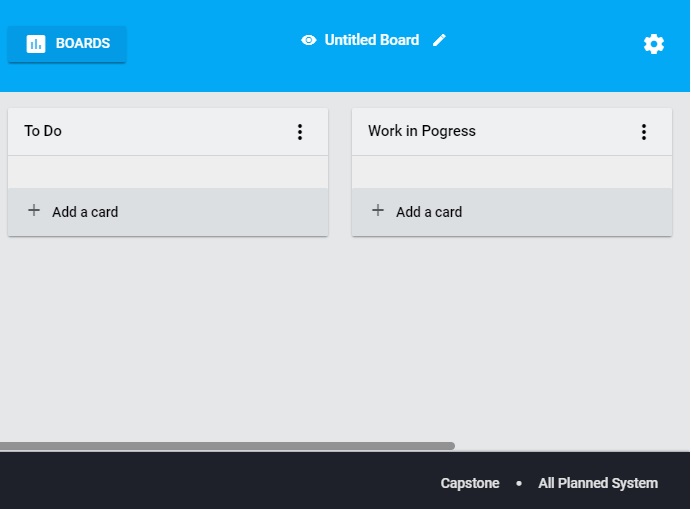 BOARDS
Untitled Board
To Do
Work in Pogress
Add a card
Add a card
Capstone • All Planned System